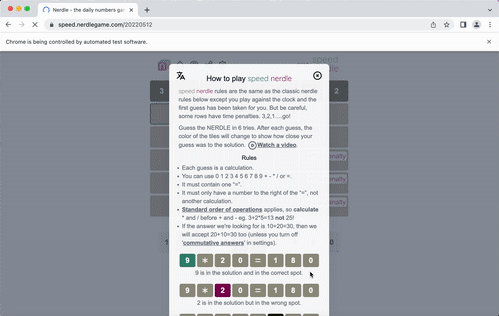 Nerdle - the daily numbers ga
speed.nerdlegame.com/20220512
Chrome is being controlled by automated test software.
speed
3
2
How to play speed nerdle
speed nerdle rules are the same as the classic nerdle
rules below except you play against the clock and the
first guess has been taken for you. But be careful,
some rows have time penalties. 3,2,1....go!
Guess the NERDLE in 6 tries. After each guess, the
color of the tiles will change to show how close your
guess was to the solution. Watch a video.
Rules
• Each guess is a calculation.
• You can use 0 1 2 3 4 5 6 7 8 9 + - * / or =.
• It must contain one "=".
• It must only have a number to the right of the "=", not
another calculation.
• Standard order of operations applies, so calculate
* and / before + and - eg. 3+2*5=13 not 25!
• If the answer we're looking for is 10+20=30, then we
will accept 20+10=30 too (unless you turn off
'commutative answers' in settings).
9 * 2 0 = 1 8 0
9 is in the solution and in the correct spot.
9 * 2 0 = 1 8 0
2 is in the solution but in the wrong spot.